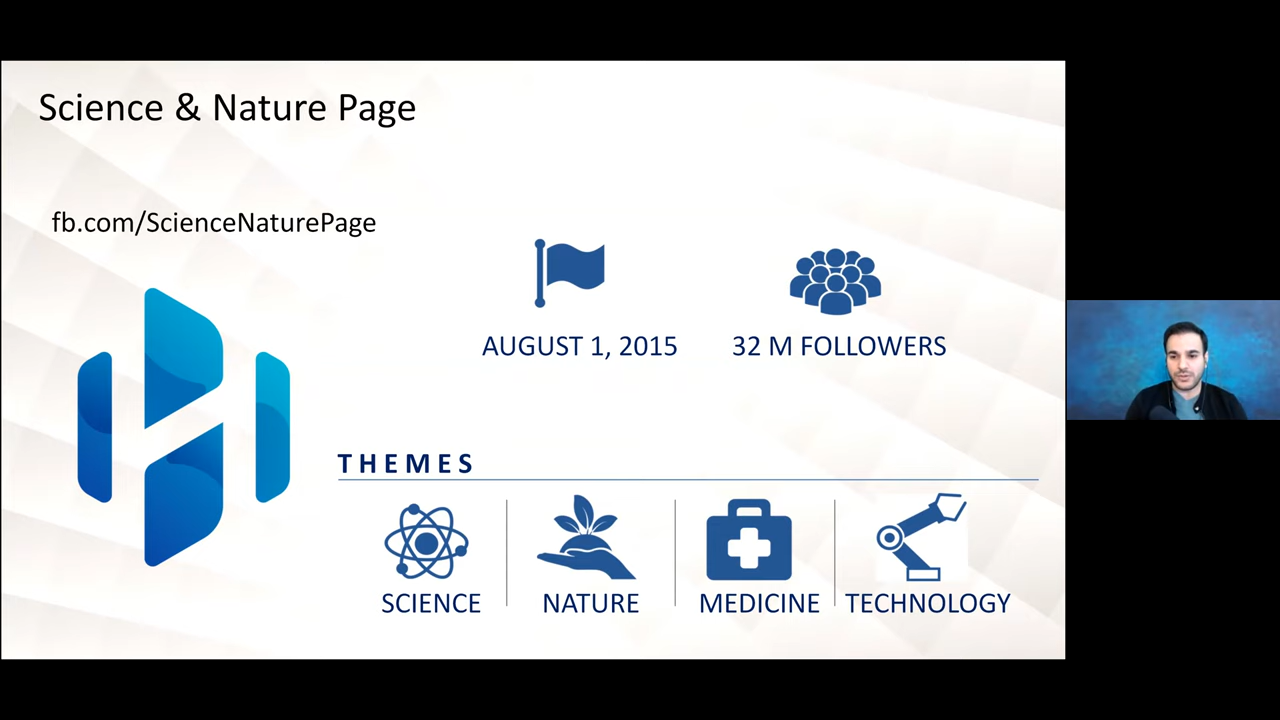 Science & Nature Page
fb.com/ScienceNaturePage
AUGUST 1, 2015
32 M FOLLOWERS
THEMES
SCIENCE
NATURE
MEDICINE
TECHNOLOGY